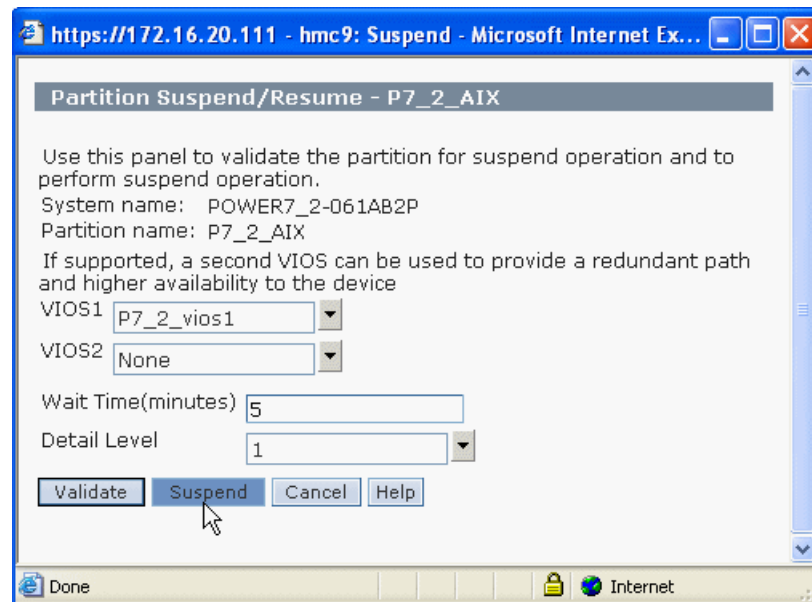 https://172.16.20.111 - hmc9: Suspend - Microsoft Internet Ex...
Partition Suspend/Resume - P7_2_AIX
Use this panel to validate the partition for suspend operation and to
perform suspend operation.
System name: POWER7_2-061AB2P
Partition name: P7_2_AIX
If supported, a second VIOS can be used to provide a redundant path
and higher availability to the device
VIOS1 P7_2_vios1
VIOS2 None
Wait Time(minutes) 5
Detail Level 1
Validate Suspend Cancel Help
Done Internet